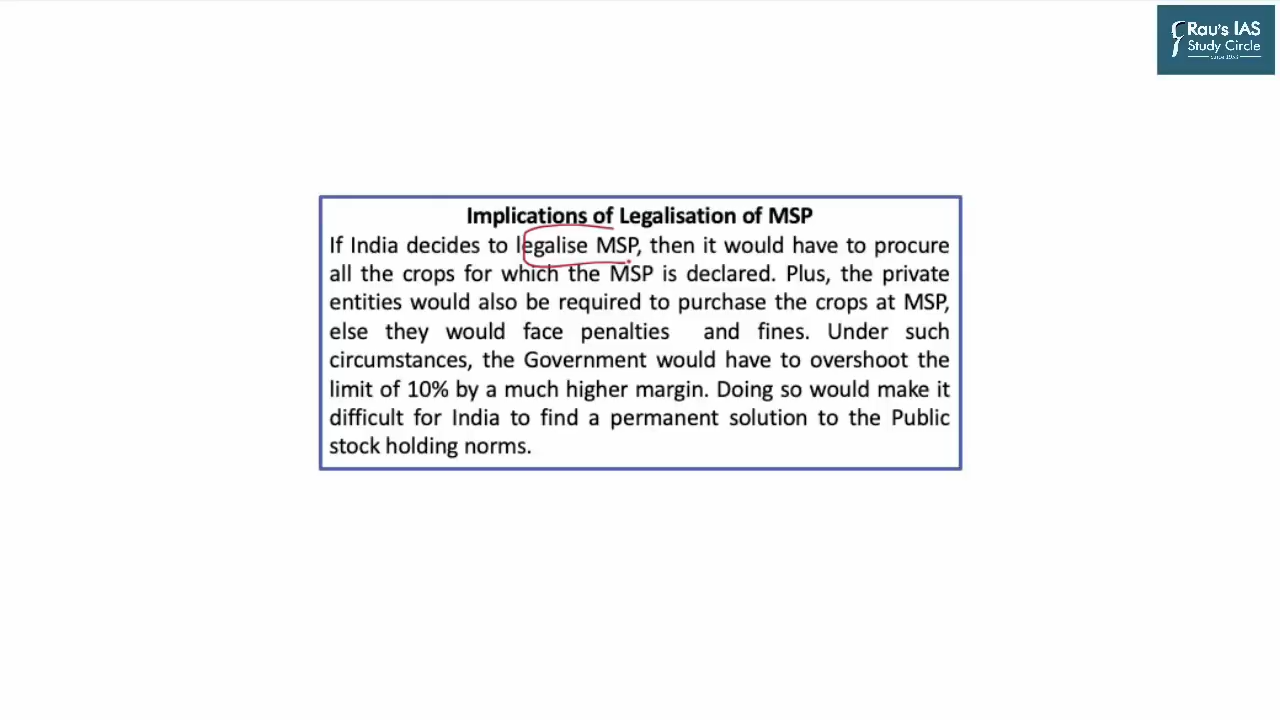 Rau's IAS
Study Circle
since 1953
Implications of Legalisation of MSP
If India decides to legalise MSP, then it would have to procure
all the crops for which the MSP is declared. Plus, the private
entities would also be required to purchase the crops at MSP,
else they would face penalties and fines. Under such
circumstances, the Government would have to overshoot the
limit of 10% by a much higher margin. Doing so would make it
difficult for India to find a permanent solution to the Public
stock holding norms.